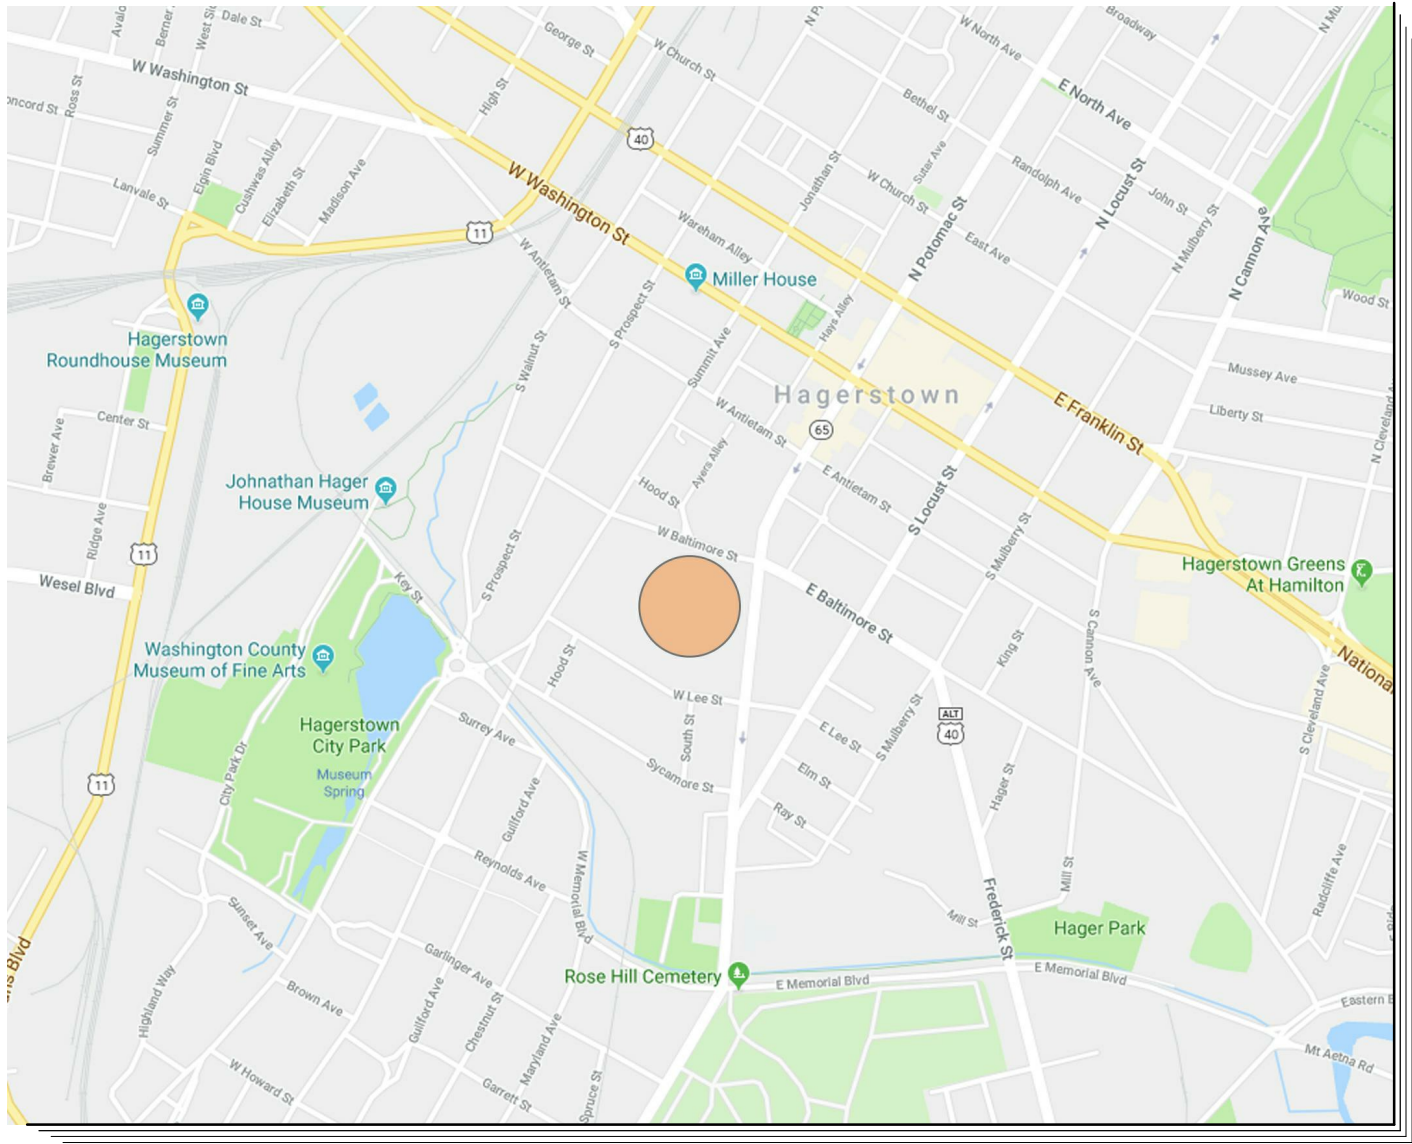 Dale St
George St
W Church St
W North Ave
Broadway
W Washington St
Ross St
Summer St
High St
40
Bethel St
E North Ave
Elgin Blvd
Cushwas Alley
Elizabeth St
Madison Ave
Lanvale St
W Washington St
Jonathan St
Sutar Ave
W Church St
Randolph Ave
N Locust St
John St
N Mulberry St
N Cannon Ave
11
W Antietam St
Wareham Alley
N Potomac St
East Ave
Miller House
Wood St
S Prospect St
Summit Ave
Hays Alley
Hagerstown
Roundhouse Museum
S Walnut St
Hagerstown
Mussey Ave
Liberty St
E Franklin St
Center St
Brewer Ave
W Antietam St
65
Ayers Alley
E Antietam St
S Locust St
Johnathan Hager
House Museum
Hood St
W Baltimore St
S Mulberry St
Ridge Ave
11
Wesel Blvd
Key St
S Prospect St
E Baltimore St
Hagerstown Greens
At Hamilton
Washington County
Museum of Fine Arts
Hood St
King St
S Cannon Ave
National
W Lee St
South St
E Lee St
S Mulberry St
ALT
40
S Cleveland Ave
Hagerstown
City Park
Museum
Spring
City Park Dr
Surrey Ave
Sycamore St
Elm St
Hager St
11
Guilford Ave
Ray St
Reynolds Ave
W Memorial Blvd
Mill St
Radcliffe Ave
Sunset Ave
Frederick St
Mill St
Hager Park
Garlinger Ave
Rose Hill Cemetery
E Memorial Blvd
E Memorial Blvd
Highland Way
Brown Ave
Guilford Ave
Chestnut St
Maryland Ave
Eastern
Mt Aetna Rd
W Howard St
Garrett St
Spruce St